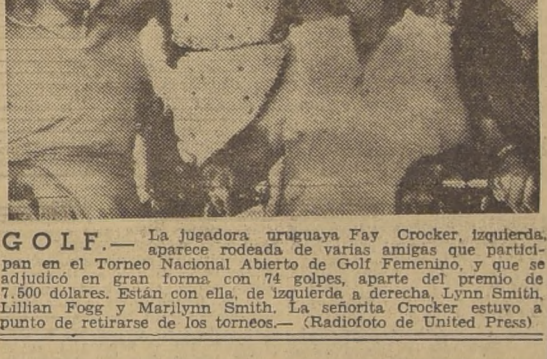 GOLF.— La jugadora uruguaya Fay Crocker, izquierda,
aparece rodeada de varias amigas que partici-
pan en el Torneo Nacional Abierto de Golf Femenino, y que se
adjudicó en gran forma con 74 golpes, aparte del premio de
7.500 dólares. Están con ella, de izquierda a derecha, Lynn Smith,
Lillian Fogg y Marilynn Smith. La señorita Crocker estuvo a
punto de retirarse de los torneos.— (Radiofoto de United Press)